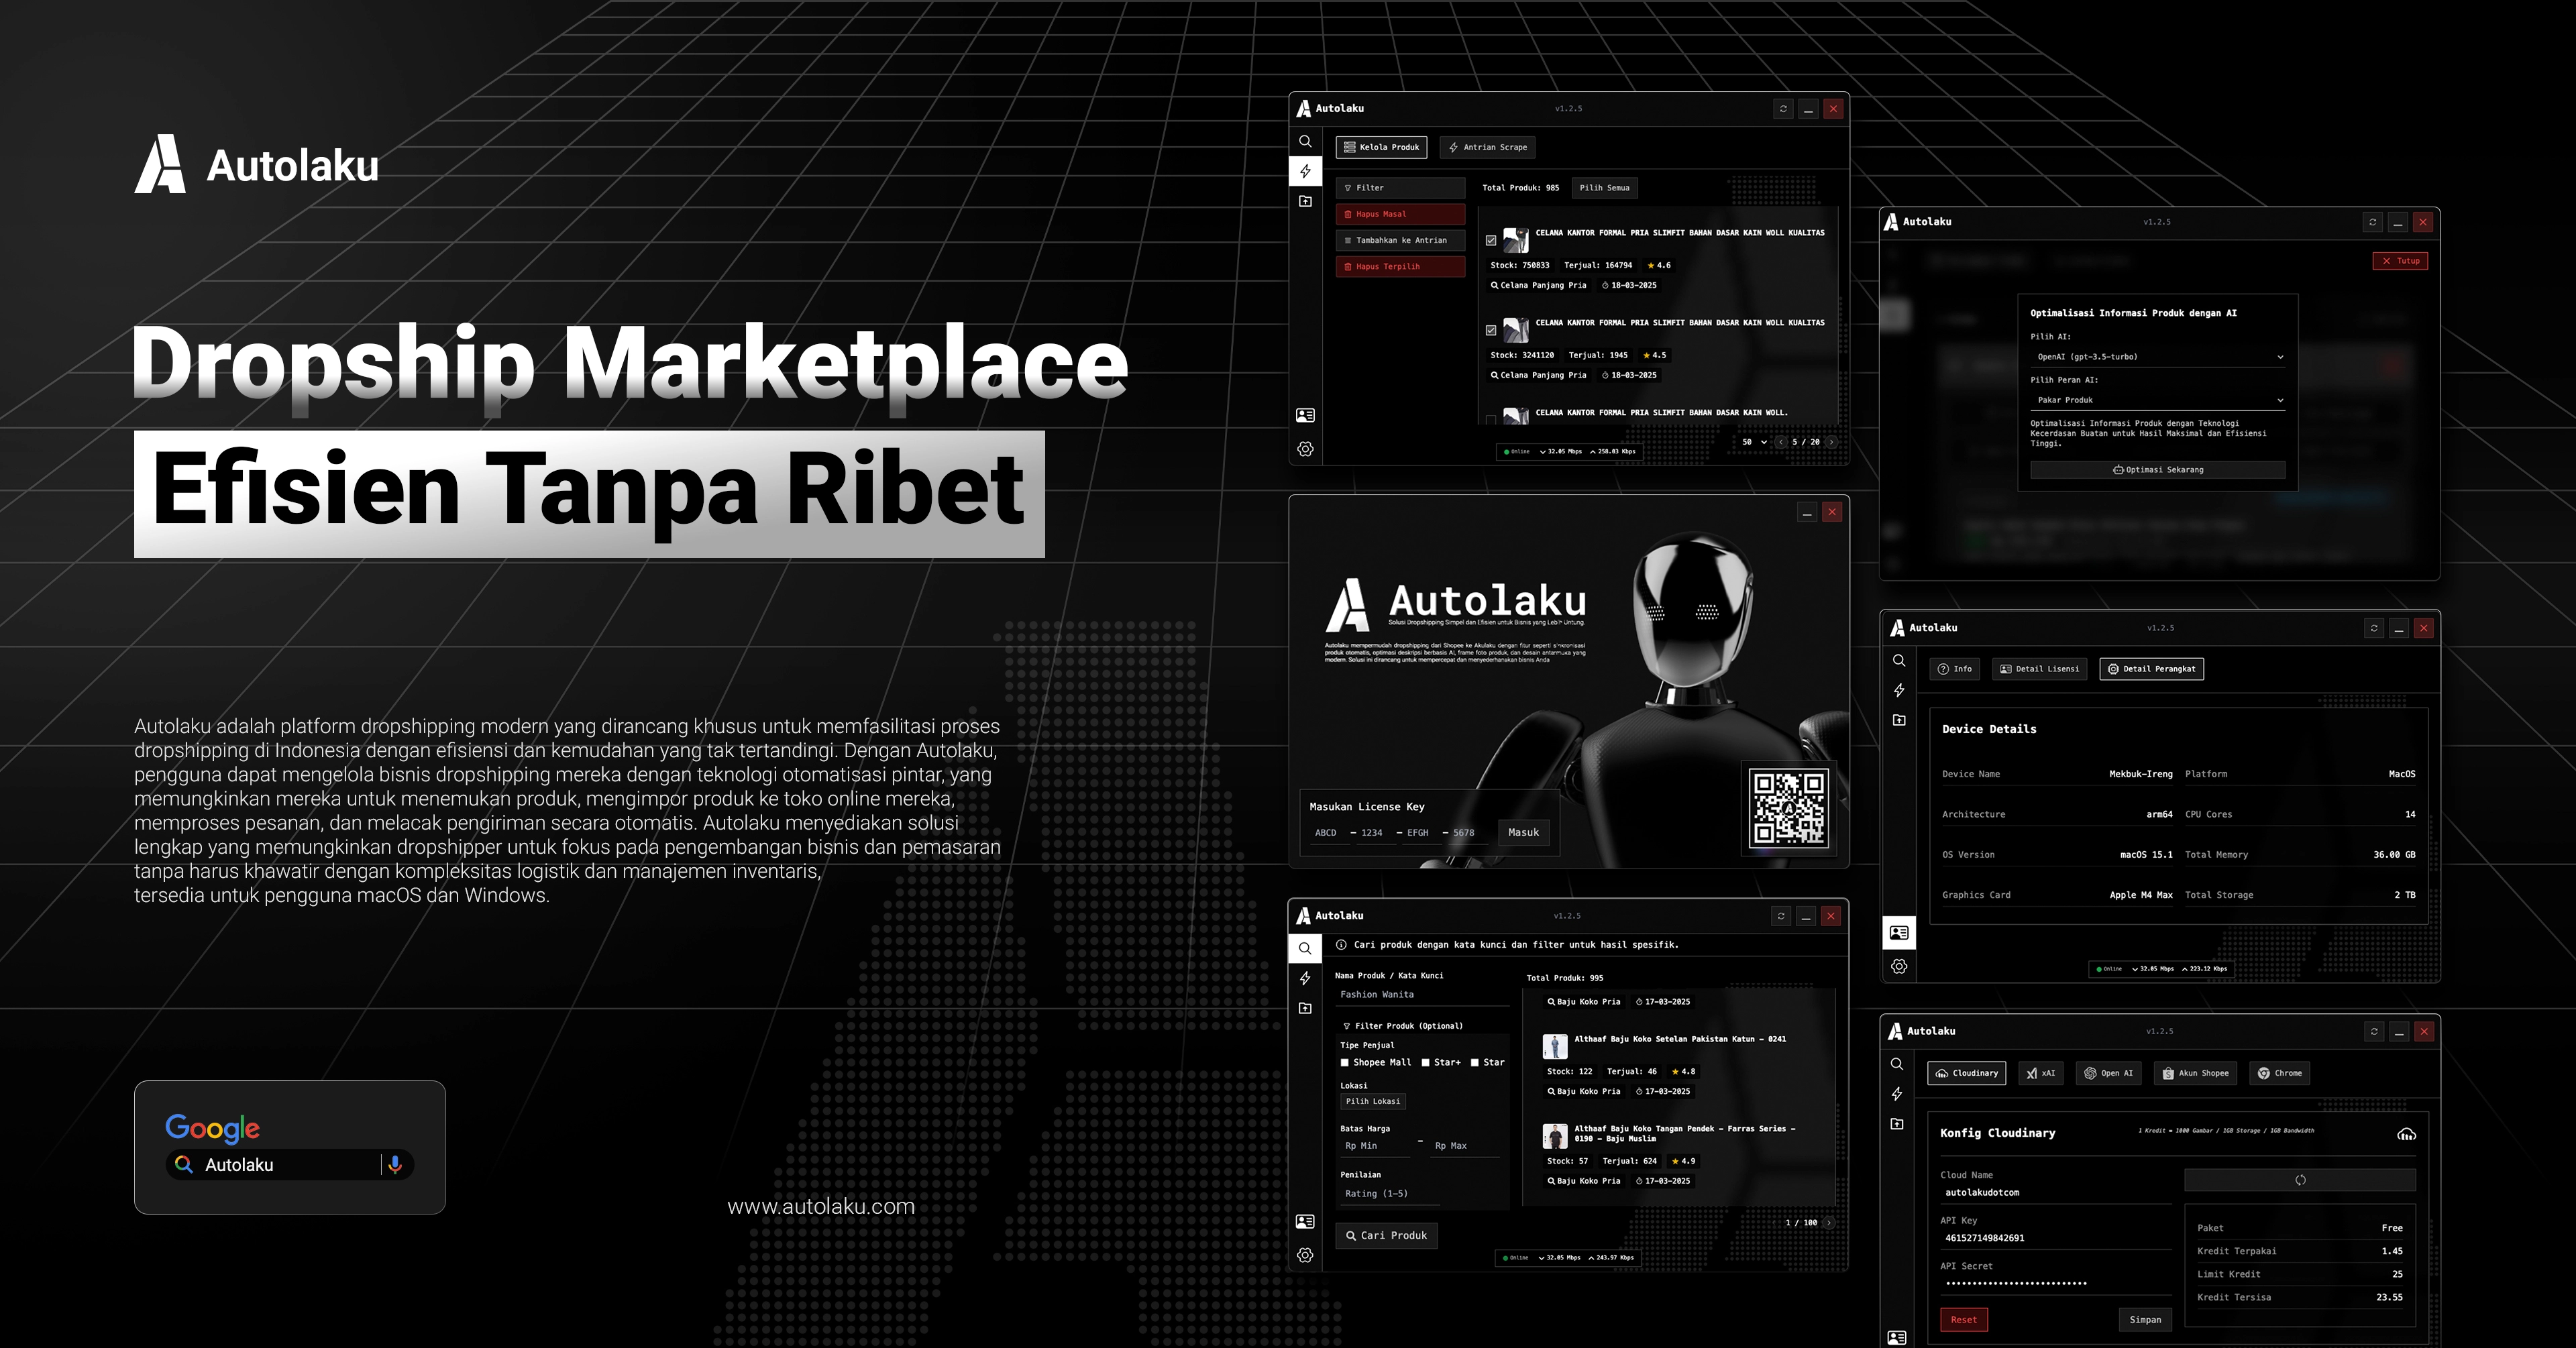 Autolaku
Dropship Marketplace
Efisien Tanpa Ribet
Autolaku adalah platform dropshipping modern yang dirancang khusus untuk memfasilitasi proses
dropshipping di Indonesia dengan efisiensi dan kemudahan yang tak tertandingi. Dengan Autolaku,
pengguna dapat mengelola bisnis dropshipping mereka dengan teknologi otomatisasi pintar, yang
memungkinkan mereka untuk menemukan produk, mengimpor produk ke toko online mereka,
memproses pesanan, dan melacak pengiriman secara otomatis. Autolaku menyediakan solusi
lengkap yang memungkinkan dropshipper untuk fokus pada pengembangan bisnis dan pemasaran
tanpa harus khawatir dengan kompleksitas logistik dan manajemen inventaris,
tersedia untuk pengguna macOS dan Windows.
Google
Autolaku
www.autolaku.com
Autolaku v1.2.5
Kelola Produk Antrian Scrape
Filter
Hapus Masal
Tambahkan ke Antrian
Hapus Terpilih
Total Produk: 985 Pilih Semua
CELANA KANTOR FORMAL PRIA SLIMFIT BAHAN DASAR KAIN WOLL KUALITAS
Stock: 750833 Terjual: 164794 ★ 4.6
Celana Panjang Pria 18-03-2025
CELANA KANTOR FORMAL PRIA SLIMFIT BAHAN DASAR KAIN WOLL KUALITAS
Stock: 3241120 Terjual: 1945 ★ 4.5
Celana Panjang Pria 18-03-2025
CELANA KANTOR FORMAL PRIA SLIMFIT BAHAN DASAR KAIN WOLL.
50 5 / 20
Online 32.05 Mbps 258.03 Kbps
Autolaku
Solusi Dropshipping Simpel dan Efisien untuk Bisnis yang Lebih Untung.
Autolaku mempermudah dropshipping dari Shopee ke Akulaku dengan fitur seperti sinkronisasi
produk otomatis, optimasi deskripsi berbasis AI, frame foto produk, dan desain antarmuka yang
modern. Solusi ini dirancang untuk mempercepat dan menyederhanakan bisnis Anda
Masukan License Key
ABCD – 1234 – EFGH – 5678 Masuk
Autolaku v1.2.5
Cari produk dengan kata kunci dan filter untuk hasil spesifik.
Nama Produk / Kata Kunci
Fashion Wanita
Filter Produk (Optional)
Tipe Penjual
Shopee Mall Star+ Star
Lokasi
Pilih Lokasi
Batas Harga
Rp Min – Rp Max
Penilaian
Rating (1-5)
Cari Produk
Total Produk: 995
Baju Koko Pria 17-03-2025
Althaaf Baju Koko Setelan Pakistan Katun - 0241
Stock: 122 Terjual: 46 ★ 4.8
Baju Koko Pria 17-03-2025
Althaaf Baju Koko Tangan Pendek - Farras Series -
0190 - Baju Muslim
Stock: 57 Terjual: 624 ★ 4.9
Baju Koko Pria 17-03-2025
1 / 100
Online 32.05 Mbps 243.97 Kbps
Autolaku v1.2.5
Tutup
Optimalisasi Informasi Produk dengan AI
Pilih AI:
OpenAI (gpt-3.5-turbo)
Pilih Peran AI:
Pakar Produk
Optimalisasi Informasi Produk dengan Teknologi
Kecerdasan Buatan untuk Hasil Maksimal dan Efisiensi
Tinggi.
Optimasi Sekarang
Autolaku v1.2.5
Info Detail Lisensi Detail Perangkat
Device Details
Device Name Mekbuk-Ireng Platform MacOS
Architecture arm64 CPU Cores 14
OS Version macOS 15.1 Total Memory 36.00 GB
Graphics Card Apple M4 Max Total Storage 2 TB
Online 32.05 Mbps 223.12 Kbps
Autolaku v1.2.5
Cloudinary xAI Open AI Akun Shopee Chrome
Konfig Cloudinary 1 Kredit = 1000 Gambar / 1GB Storage / 1GB Bandwidth
Cloud Name
autolakudotcom
API Key
461527149842691
API Secret
Reset Simpan
Paket Free
Kredit Terpakai 1.45
Limit Kredit 25
Kredit Tersisa 23.55